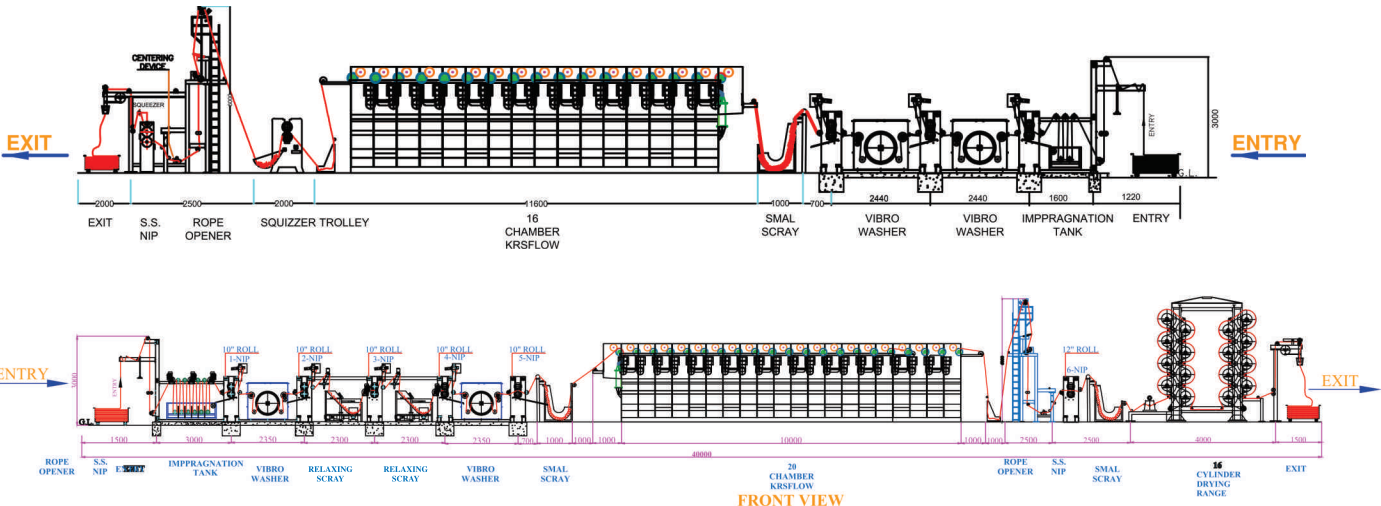 CENTERING
DEVICE
SQUEEZER
4000
EXIT
ENTRY
ENTRY
3000
G.L.
2000
2500
2000
11600
1000
700
2440
2440
1600
1220
EXIT
S.S.
NIP
ROPE
OPENER
SQUIZZER TROLLEY
16
CHAMBER
KRSFLOW
SMAL
SCRAY
VIBRO
WASHER
VIBRO
WASHER
IMPPRAGNATION
TANK
ENTRY
ENTRY
3000
ENTRY
G.L.
10" ROLL
1-NIP
10" ROLL
2-NIP
10" ROLL
3-NIP
10" ROLL
4-NIP
10" ROLL
5-NIP
12" ROLL
6-NIP
EXIT
1500
3000
2350
2300
2300
2350
700
1000
1000
1000
10000
1000
1000
2500
2500
4000
1500
40000
ROPE
OPENER
S.S.
NIP
IMPPRAGNATION
TANK
VIBRO
WASHER
RELAXING
SCRAY
RELAXING
SCRAY
VIBRO
WASHER
SMAL
SCRAY
20
CHAMBER
KRSFLOW
ROPE
OPENER
S.S.
NIP
SMAL
SCRAY
16
CYLINDER
DRYING
RANGE
EXIT
FRONT VIEW